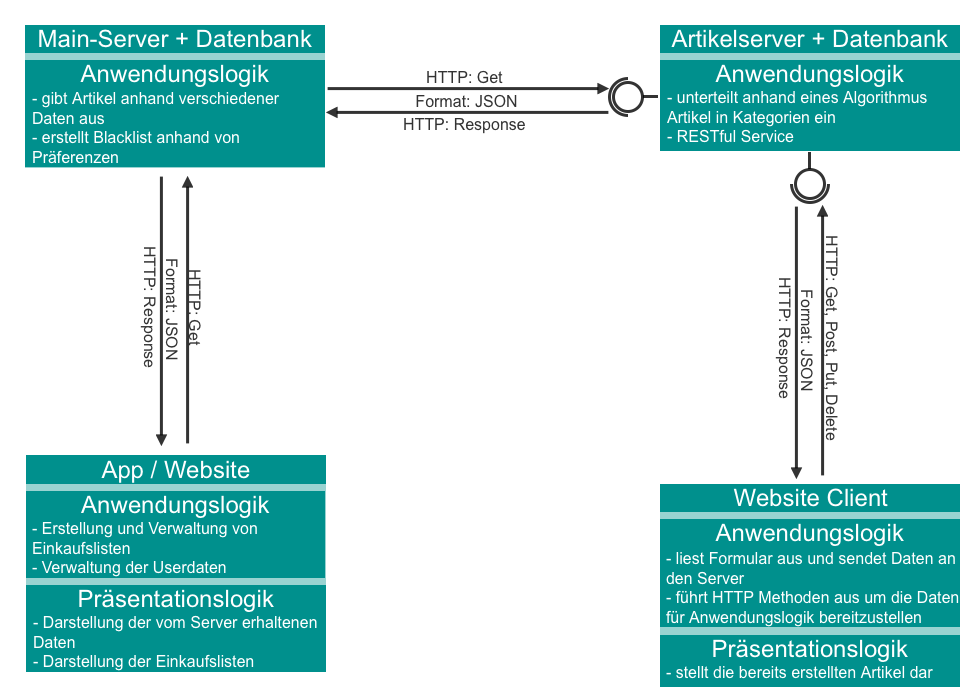 Main-Server + Datenbank
Anwendungslogik
- gibt Artikel anhand verschiedener
Daten aus
- erstellt Blacklist anhand von
Präferenzen
HTTP: Get
Format: JSON
HTTP: Response
Artikelserver + Datenbank
Anwendungslogik
- unterteilt anhand eines Algorithmus
Artikel in Kategorien ein
- RESTful Service
HTTP: Response
Format: JSON
HTTP: Get
HTTP: Response
Format: JSON
HTTP: Get, Post, Put, Delete
App / Website
Anwendungslogik
- Erstellung und Verwaltung von
Einkaufslisten
- Verwaltung der Userdaten
Präsentationslogik
- Darstellung der vom Server erhaltenen
Daten
- Darstellung der Einkaufslisten
Website Client
Anwendungslogik
- liest Formular aus und sendet Daten an
den Server
- führt HTTP Methoden aus um die Daten
für Anwendungslogik bereitzustellen
Präsentationslogik
- stellt die bereits erstellten Artikel dar